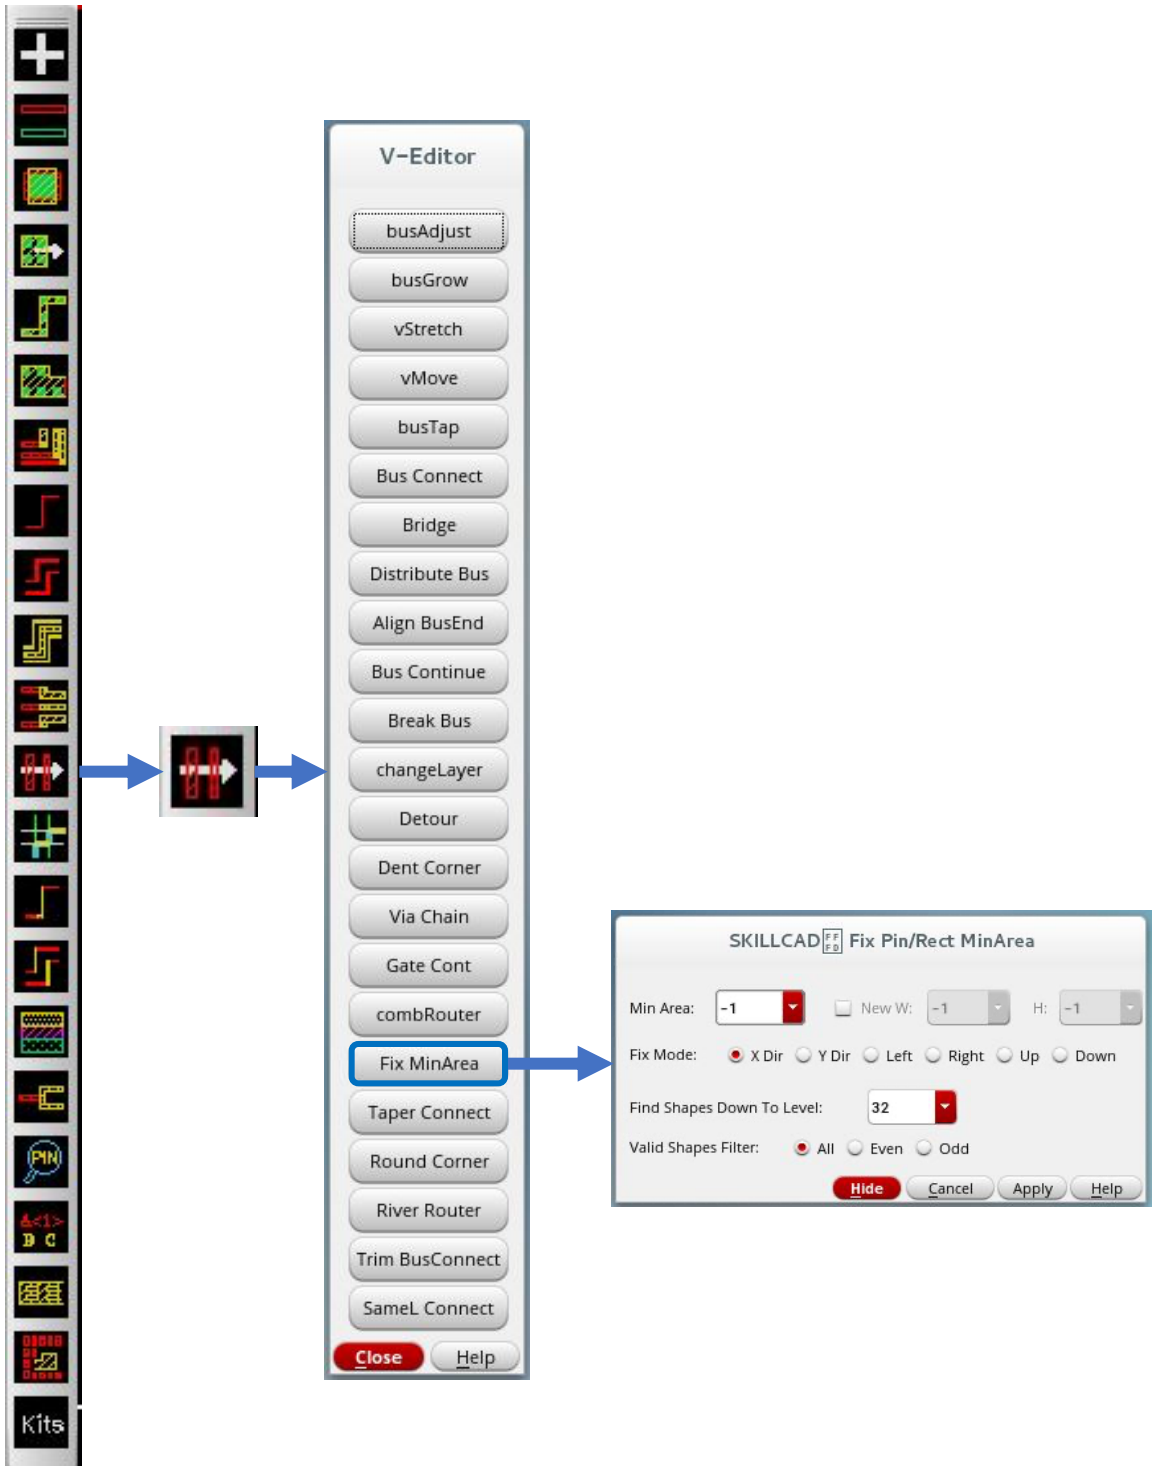 V-Editor
busAdjust
busGrow
vStretch
vMove
busTap
Bus Connect
Bridge
Distribute Bus
Align BusEnd
Bus Continue
Break Bus
changeLayer
Detour
Dent Corner
Via Chain
Gate Cont
combRouter
Fix MinArea
Taper Connect
Round Corner
River Router
Trim BusConnect
SameL Connect
Close Help
SKILLCAD Fix Pin/Rect MinArea
Min Area: -1 New W: -1 H: -1
Fix Mode: X Dir Y Dir Left Right Up Down
Find Shapes Down To Level: 32
Valid Shapes Filter: All Even Odd
Hide Cancel Apply Help
PIN
A<1>
B C
Kits